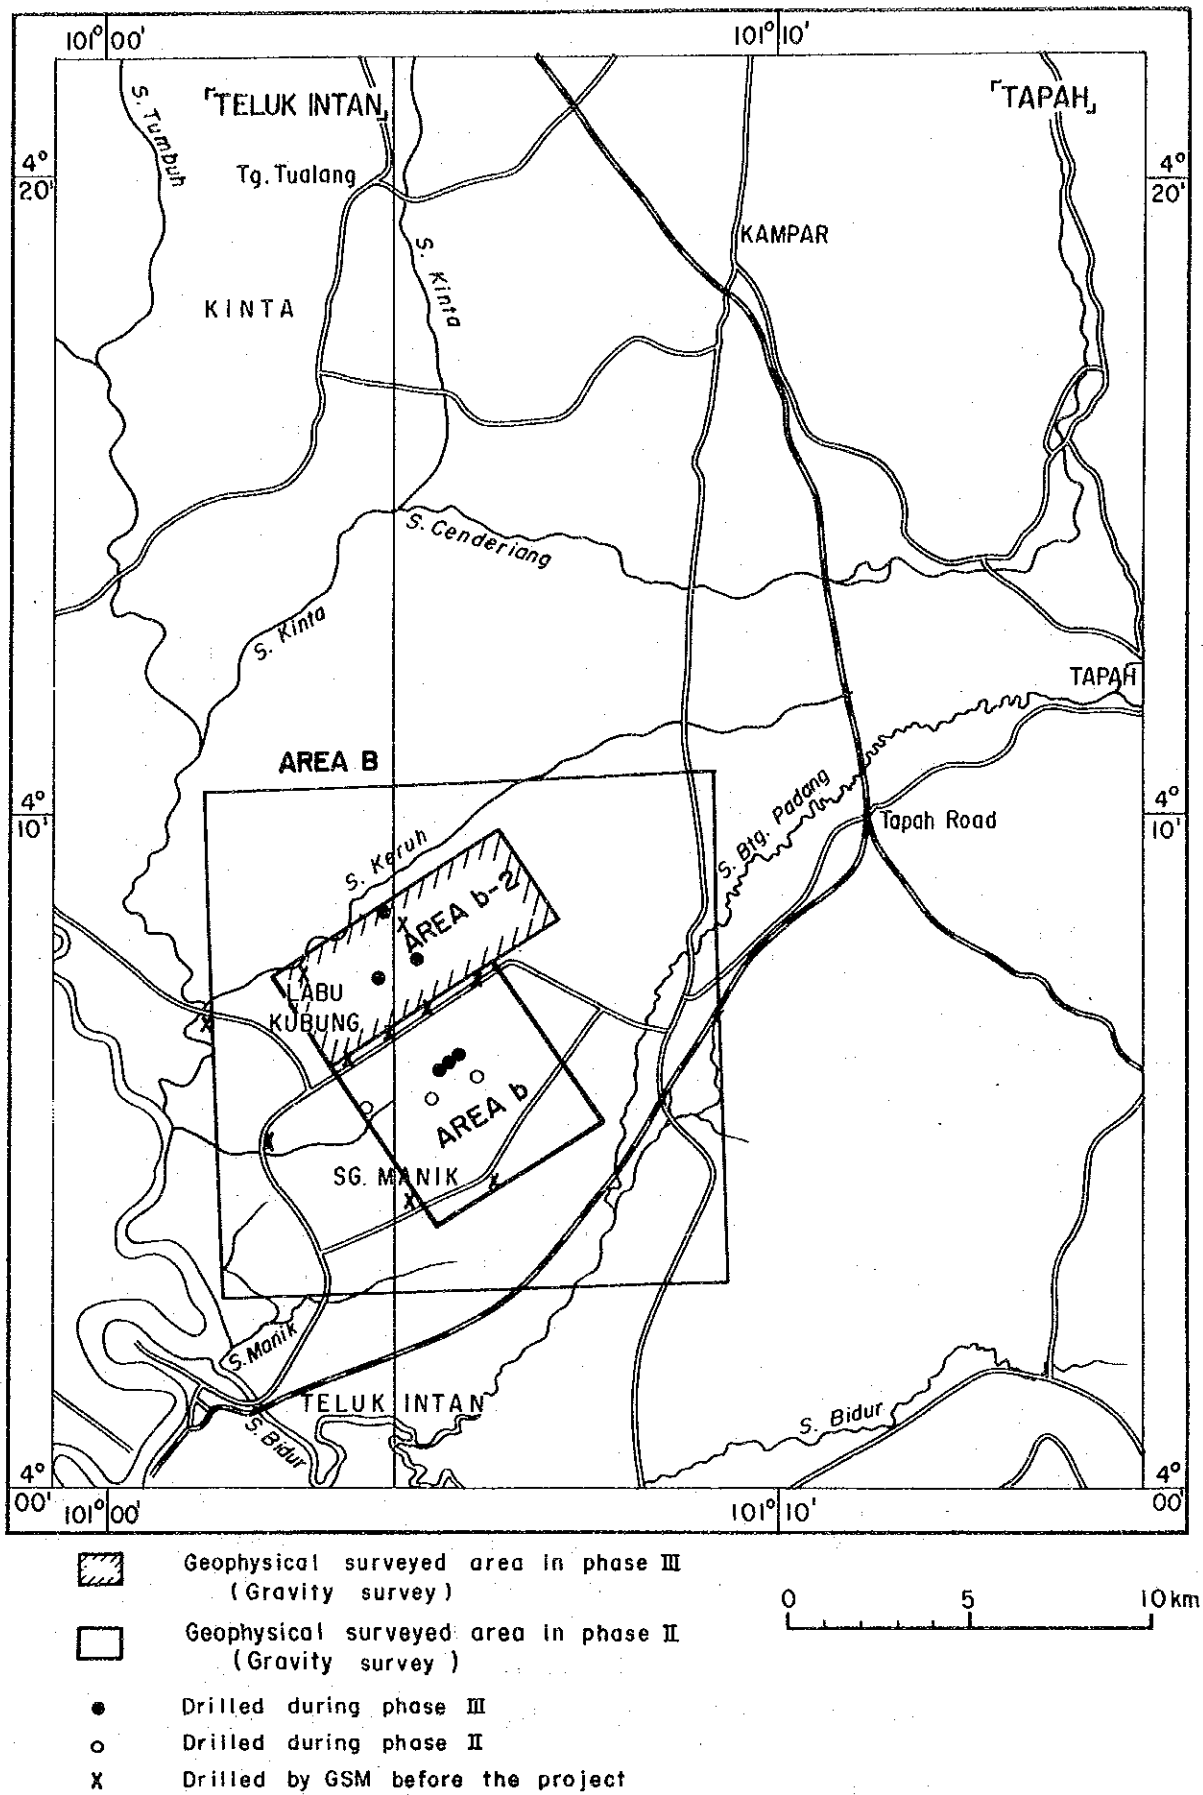 101°00'
101°10'
S. Tumbuh
「TELUK INTAN」
「TAPAH」
4°
20'
Tg. Tualang
4°
20'
KAMPAR
S. Kinta
KINTA
S. Cenderiang
S. Kinta
TAPAH
AREA B
S. Btg. Padang
4°
10'
Tapah Road
4°
10'
S. Keruh
AREA b-2
LABU
KUBUNG
AREA b
SG. MANIK
S. Manik
TELUK INTAN
S. Bidur
S. Bidur
4°
00'
4°
00'
101°00'
101°10'
Geophysical surveyed area in phase III
(Gravity survey)
0 5 10 km
Geophysical surveyed area in phase II
(Gravity survey)
Drilled during phase III
Drilled during phase II
X Drilled by GSM before the project